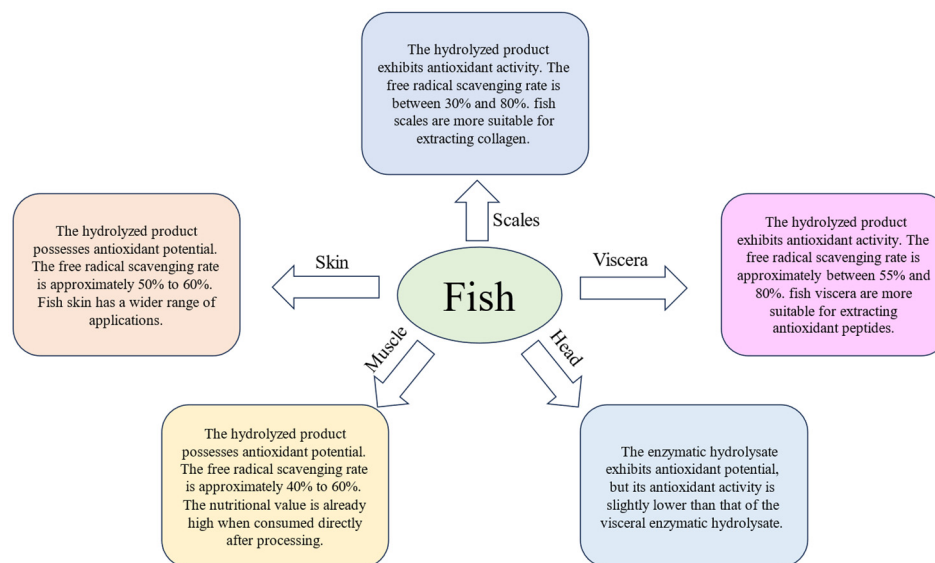 The hydrolyzed product
exhibits antioxidant activity. The
free radical scavenging rate is
between 30% and 80%. fish
scales are more suitable for
extracting collagen.
Scales
The hydrolyzed product
possesses antioxidant potential.
The free radical scavenging rate
is approximately 50% to 60%.
Fish skin has a wider range of
applications.
Skin
Fish
Viscera
The hydrolyzed product
exhibits antioxidant activity. The
free radical scavenging rate is
approximately between 55% and
80%. fish viscera are more
suitable for extracting
antioxidant peptides.
Muscle
Head
The hydrolyzed product
possesses antioxidant potential.
The free radical scavenging rate
is approximately 40% to 60%.
The nutritional value is already
high when consumed directly
after processing.
The enzymatic hydrolysate
exhibits antioxidant potential,
but its antioxidant activity is
slightly lower than that of the
visceral enzymatic hydrolysate.